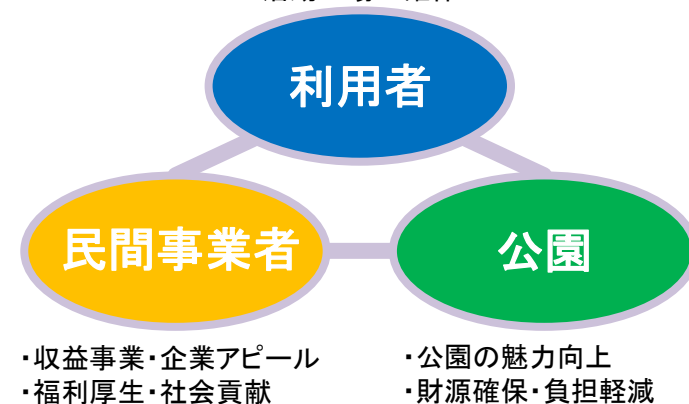 利用者
民間事業者
公園
・収益事業・企業アピール
・福利厚生・社会貢献
・公園の魅力向上
・財源確保・負担軽減